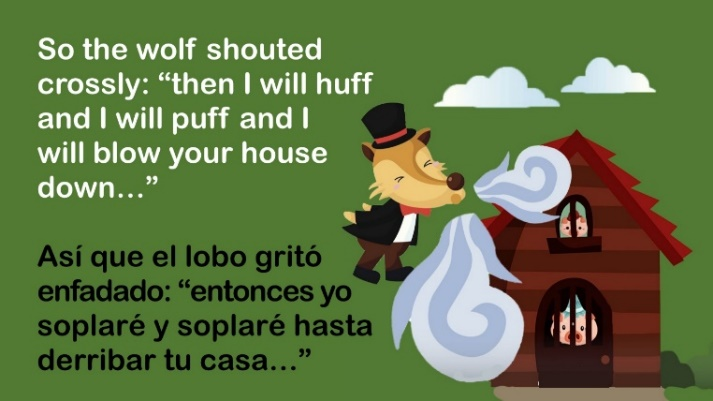 So the wolf shouted
crossly: “then I will huff
and I will puff and I
will blow your house
down...”
Así que el lobo gritó
enfadado: “entonces yo
soplaré y soplaré hasta
derribar tu casa...”